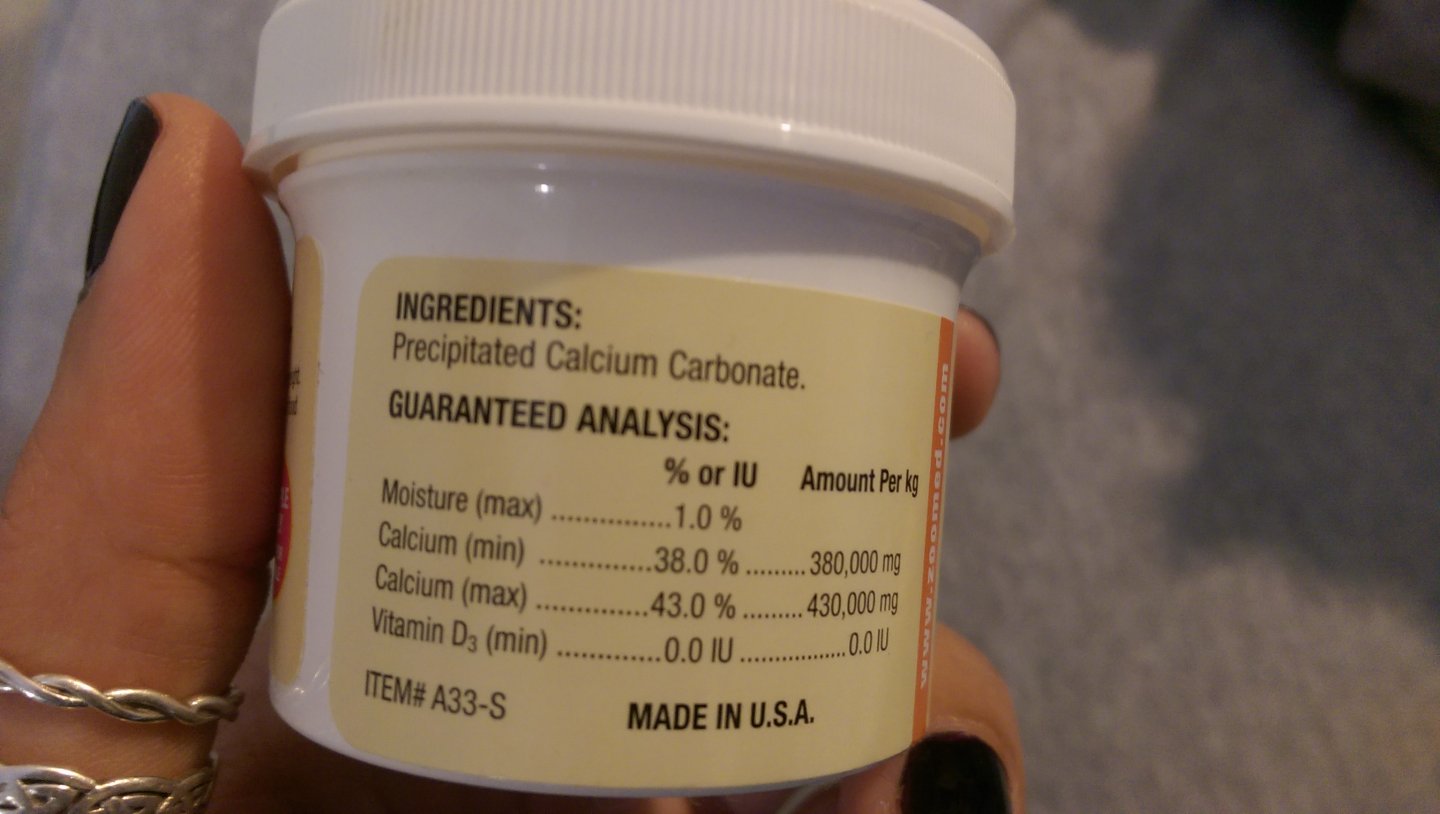 INGREDIENTS:
Precipitated Calcium Carbonate.
GUARANTEED ANALYSIS:
% or IU Amount Per kg
Moisture (max) ...............1.0 %
Calcium (min) ..............38.0 % ......... 380,000 mg
Calcium (max) ..............43.0 % ......... 430,000 mg
Vitamin D₃ (min) .............0.0 IU .................0.0 IU
ITEM# A33-S MADE IN U.S.A.
www.zoomed.com